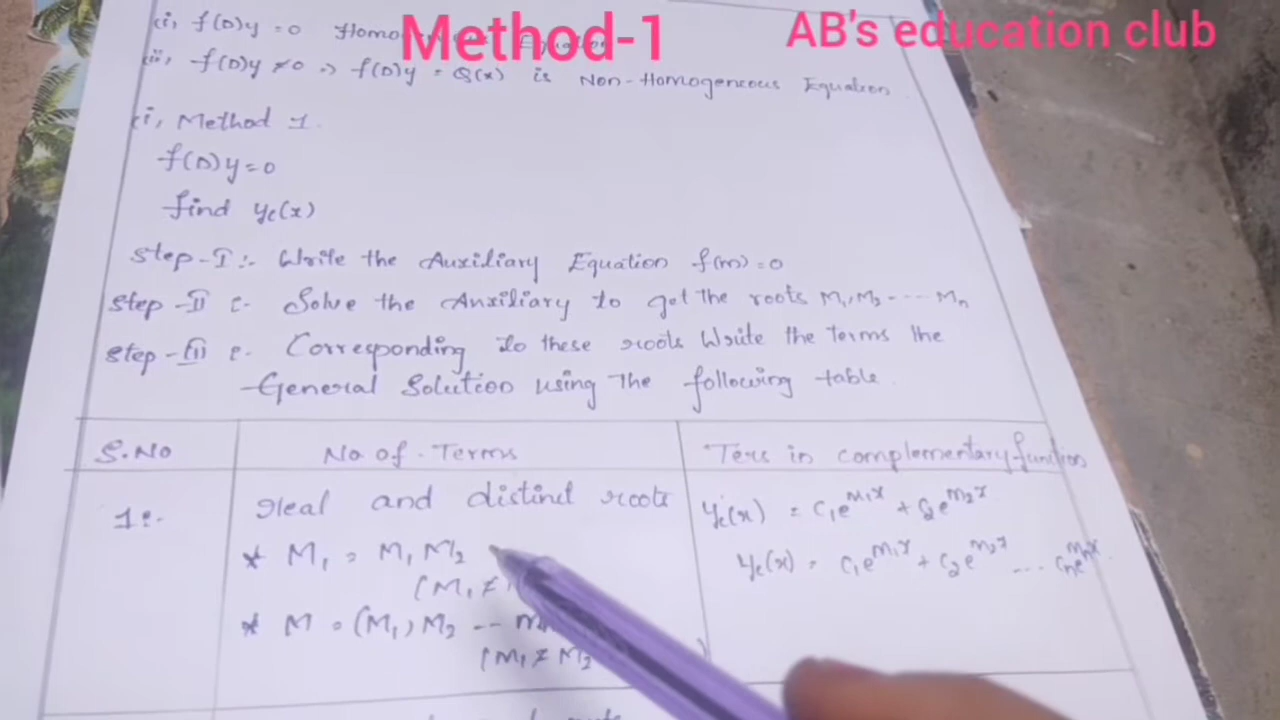 Method-1
AB's education club
(i, f(D)y = 0 Homo
(ii, f(D)y ≠ 0 ⇒ f(D)y = Q(x) is Non-Homogeneous Equation
(i, Method 1.
f(D)y = 0
find yc(x)
Step-I :- Write the Auxiliary Equation f(m) = 0
Step-II :- Solve the Auxiliary to get the roots M1, M2 ---- Mn
Step-III :- Corresponding to these roots Write the Terms the
General Solution using the following table
S.No No of. Terms Ters in complementary function
1:- Real and distinct roots yc(x) = C1e^m1x + C2e^m2x
* M1 = M1 M2 yc(x) = C1e^m1x + C2e^m2x ... Cne^mnx
(M1 ≠
* M = (M1, M2 --
(M1 ≠ M2